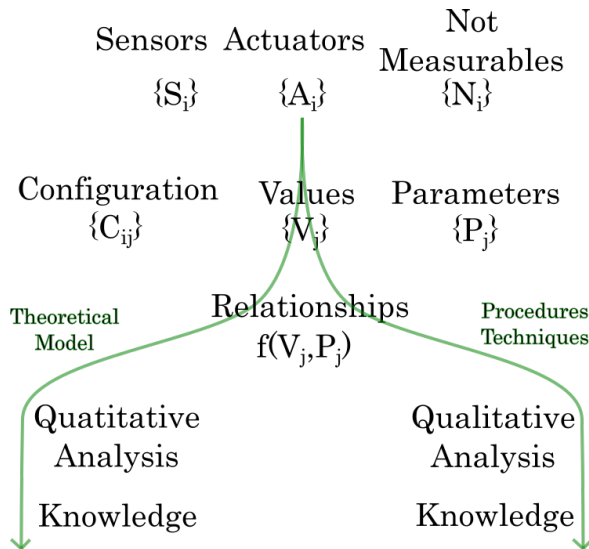 Sensors Actuators Not Measurables
{Si} {Ai} {Ni}
Configuration Values Parameters
{Cij} {Vj} {Pj}
Relationships
f(Vj,Pj)
Theoretical Model
Procedures Techniques
Quatitative Analysis
Qualitative Analysis
Knowledge
Knowledge